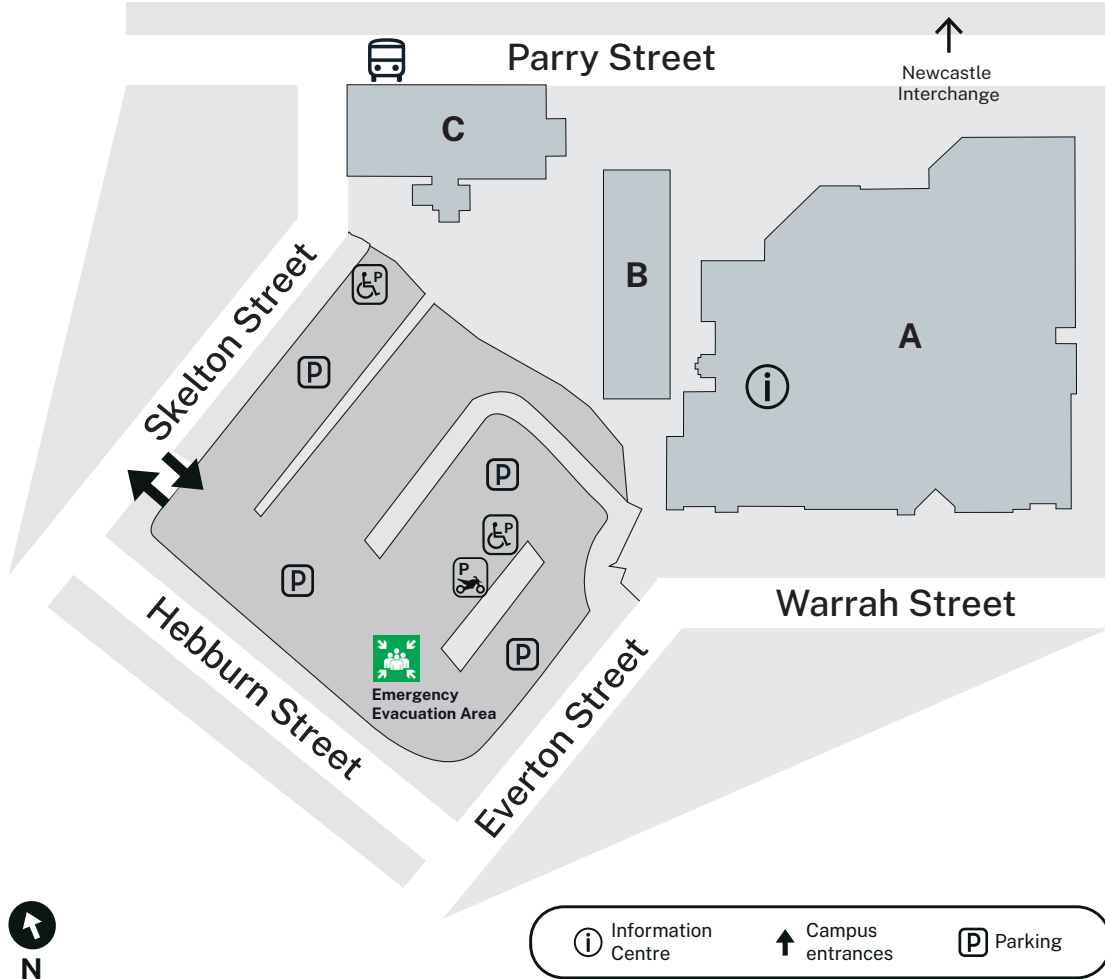 Parry Street
Newcastle
Interchange
C
B
A
i
Skelton Street
P
P
P
P
P
P
P
Warrah Street
Hebburn Street
Everton Street
Emergency
Evacuation Area
N
i Information
Centre
Campus
entrances
P Parking